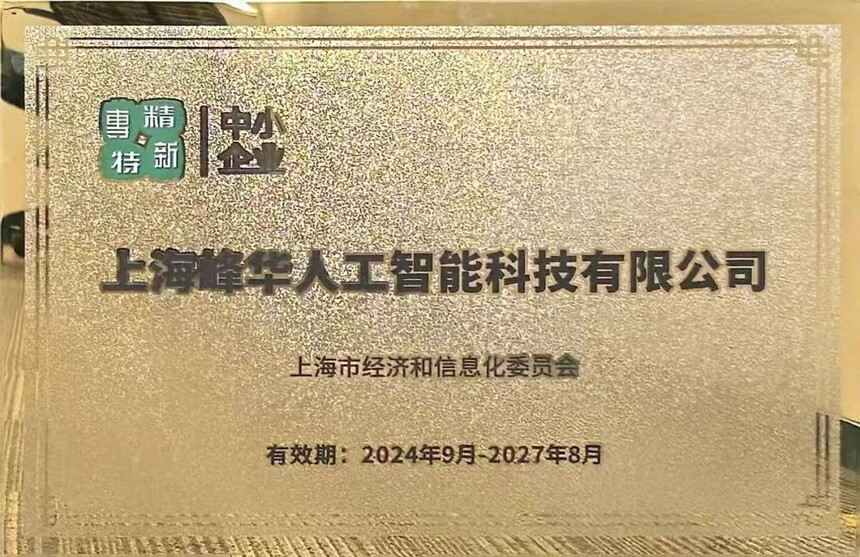 專精
特新
中小
企业
上海峰华人工智能科技有限公司
上海市经济和信息化委员会
有效期：2024年9月-2027年8月